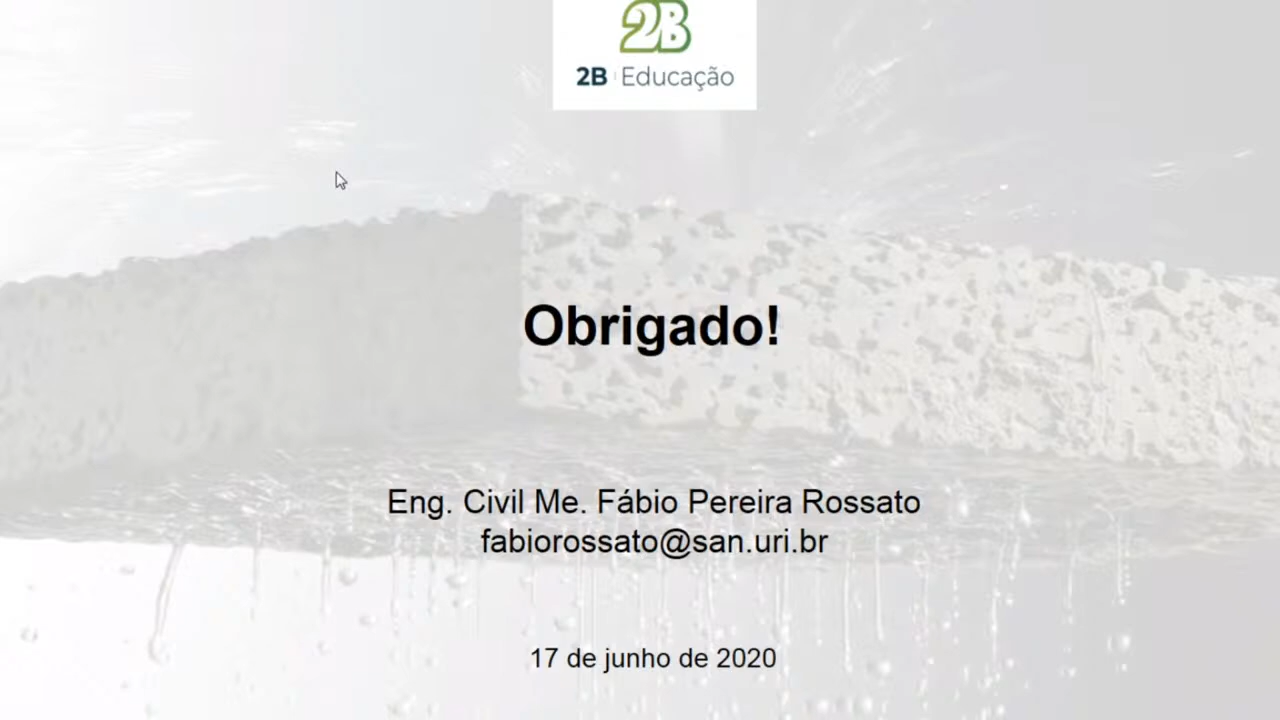 2B
2B Educação
Obrigado!
Eng. Civil Me. Fábio Pereira Rossato
fabiorossato@san.uri.br
17 de junho de 2020